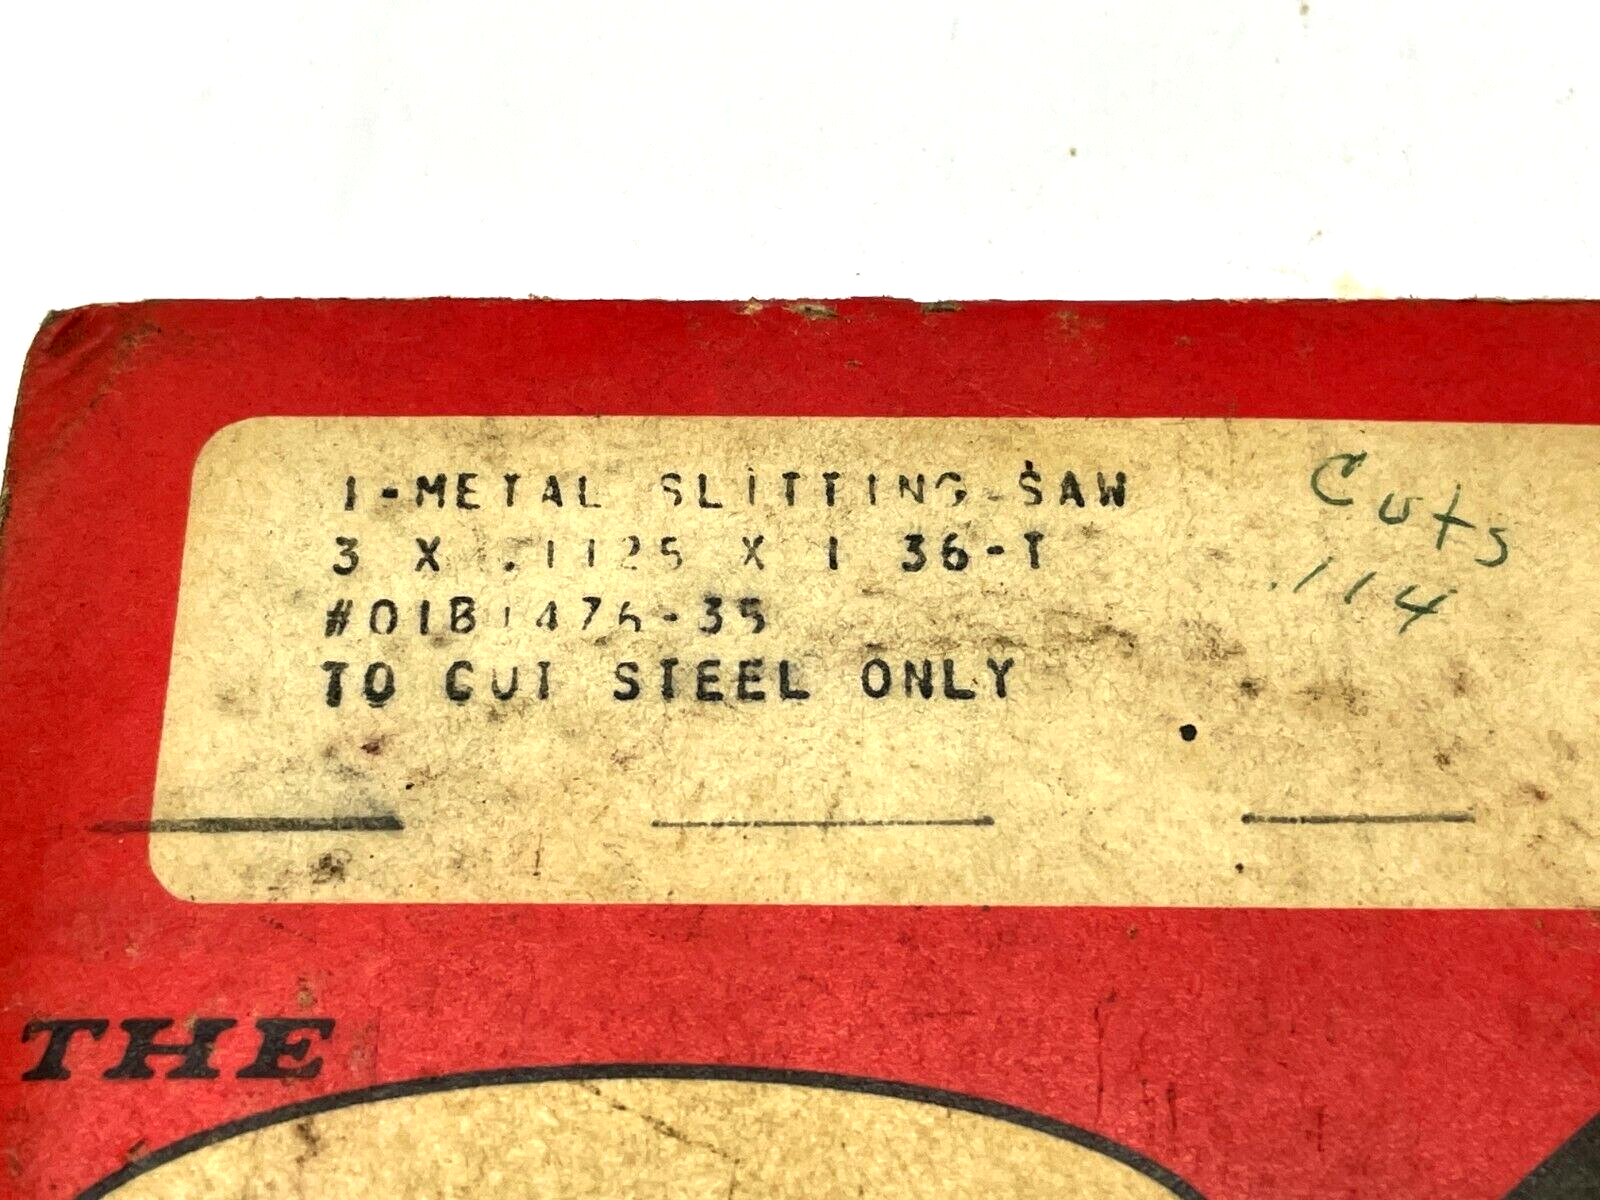 1-METAL SLITTING SAW
3 X .1125 X 1 36-T
#01B1476-35
TO CUT STEEL ONLY
Cuts
.114
THE